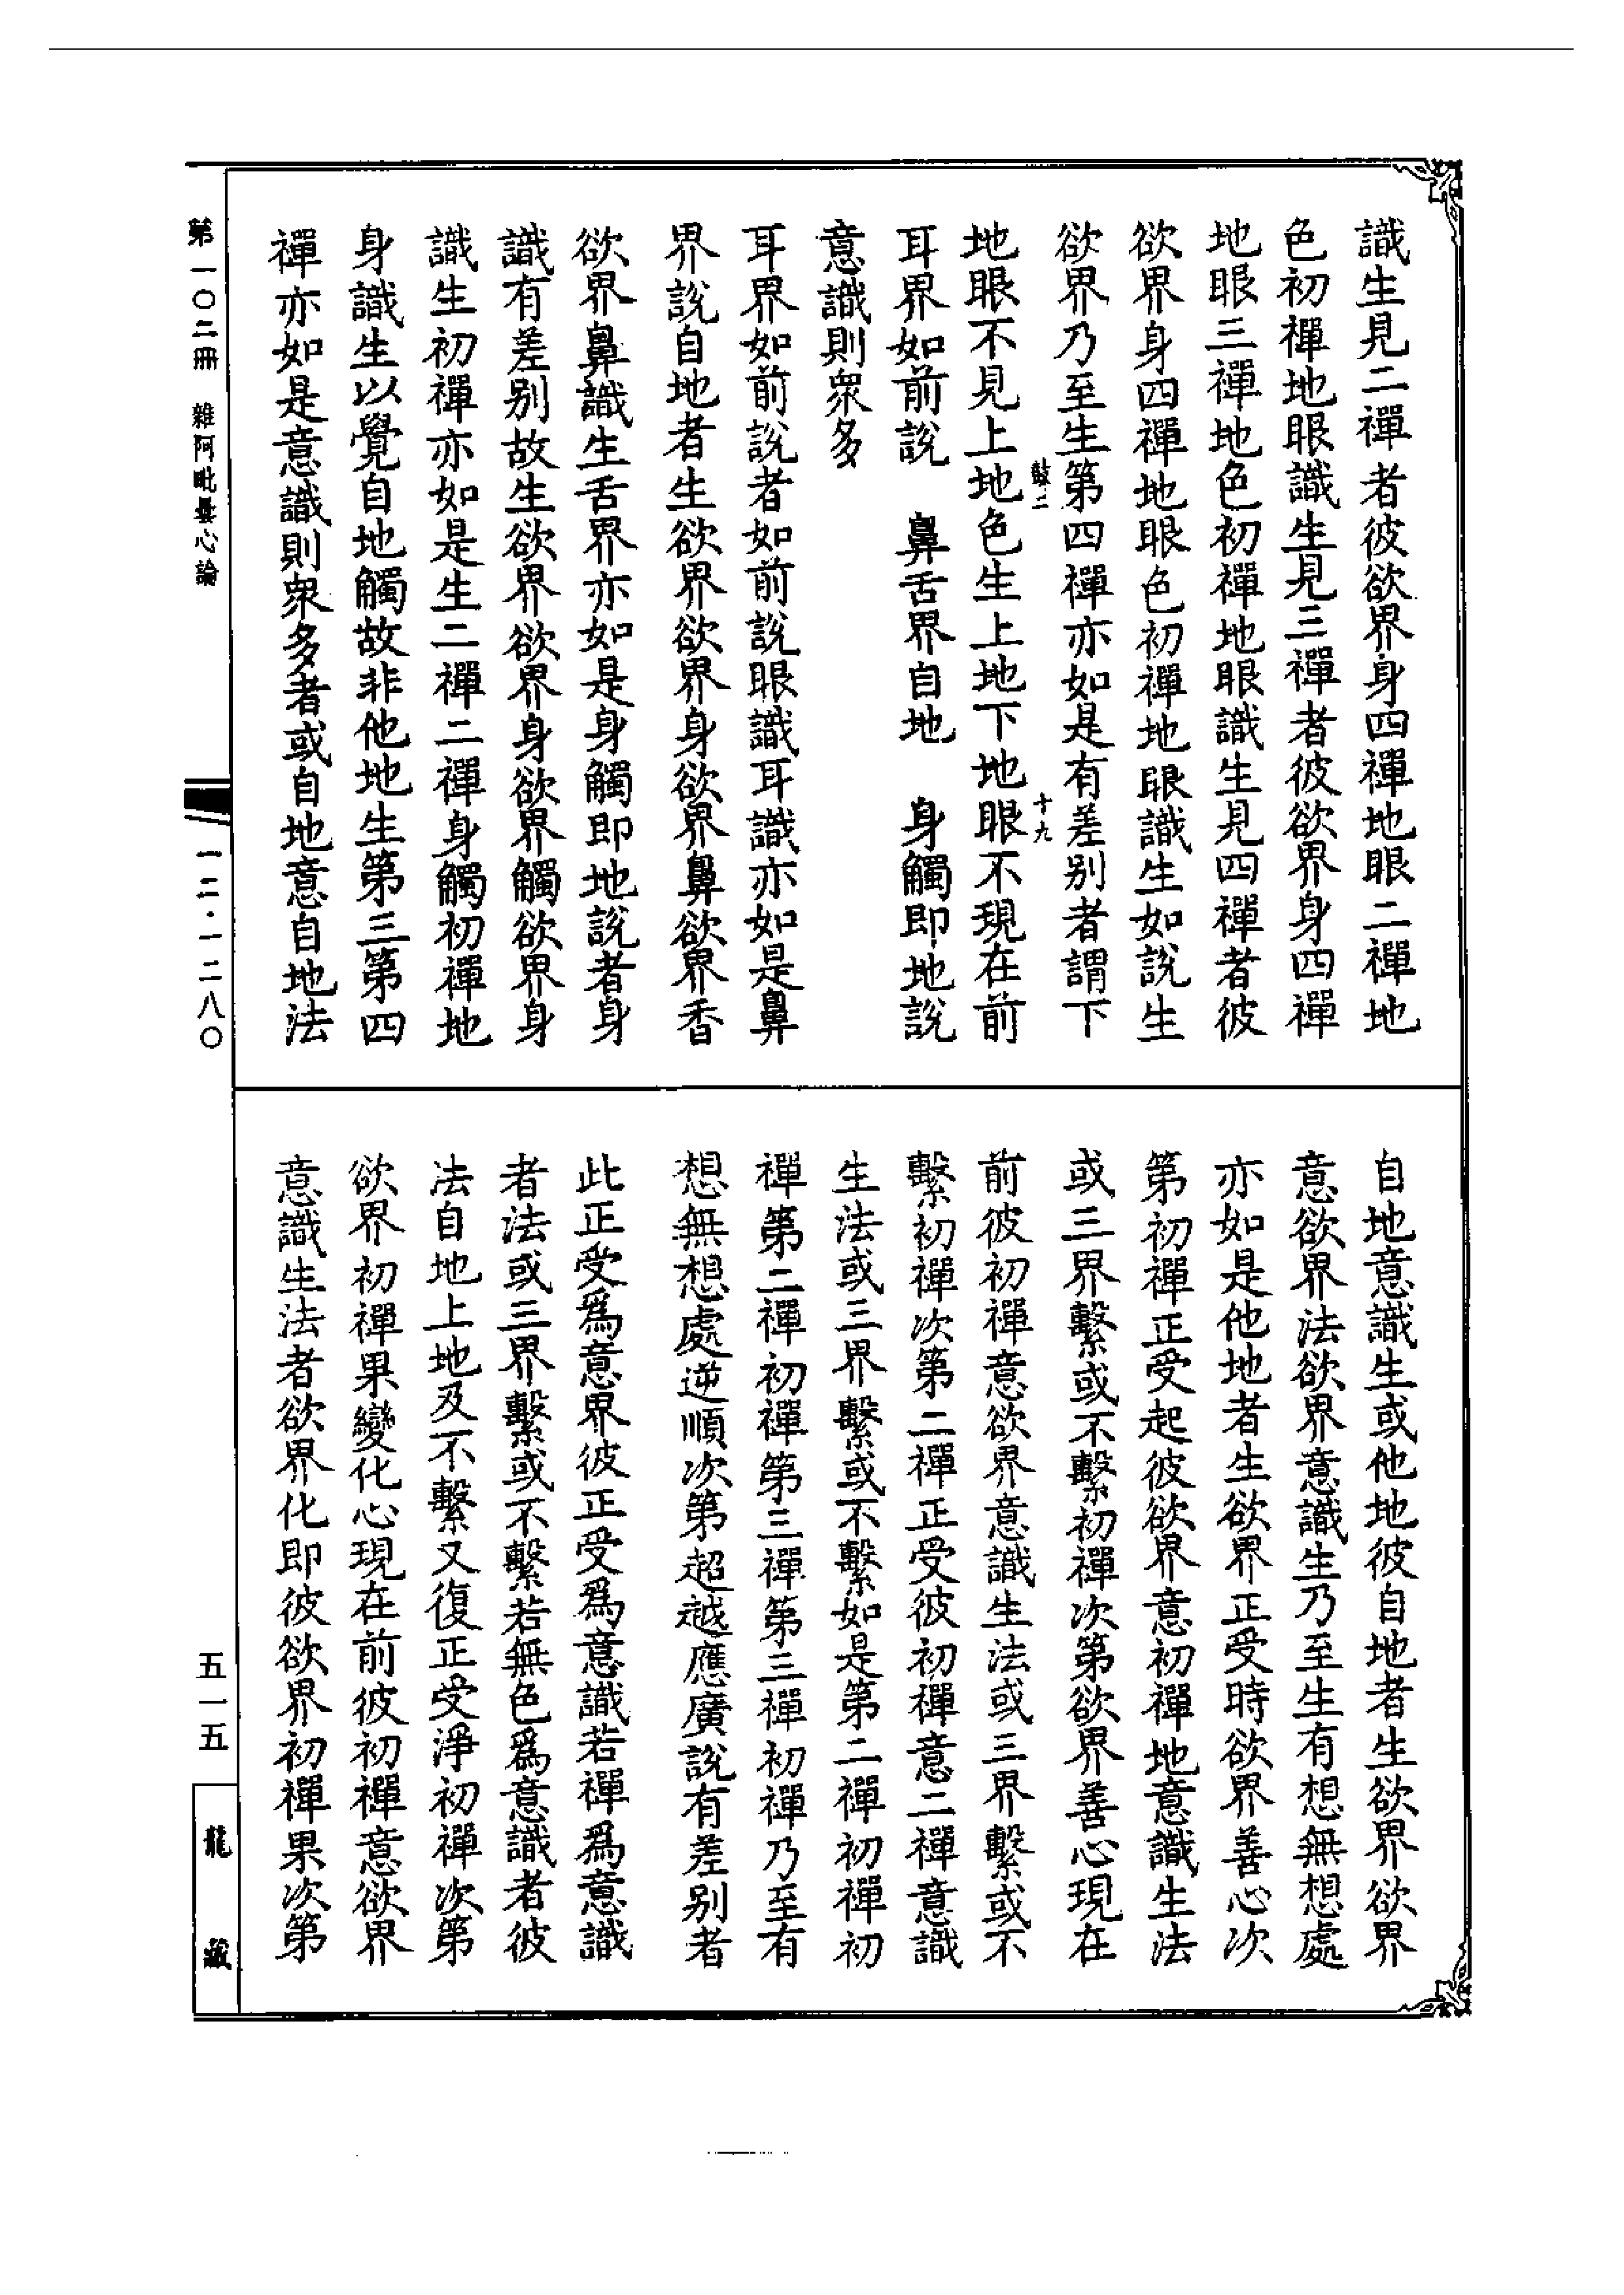 識生見二禪者彼欲界身四禪地眼二禪地
色初禪地眼識生見三禪者彼欲界身四禪
地眼三禪地色初禪地眼識生見四禪者彼
欲界身四禪地眼色初禪地眼識生如說生
欲界乃至生第四禪亦如是有差别者謂下
十九
地眼不見上地色生上地下地眼不現在前
耳界如前說　鼻舌界自地　身觸即地說
意識則衆多
耳界如前說者如前說眼識耳識亦如是鼻
界說自地者生欲界欲界身欲界鼻欲界香
欲界鼻識生舌界亦如是身觸即地說者身
識有差别故生欲界欲界身欲界觸欲界身
識生初禪亦如是生二禪二禪身觸初禪地
身識生以覺自地觸故非他地生第三第四
禪亦如是意識則衆多者或自地意自地法
自地意識生或他地彼自地者生欲界欲界
意欲界法欲界意識生乃至生有想無想處
亦如是他地者生欲界正受時欲界善心次
第初禪正受起彼欲界意初禪地意識生法
或三界繫或不繫初禪次第欲界善心現在
前彼初禪意欲界意識生法或三界繫或不
繫初禪次第二禪正受彼初禪意二禪意識
生法或三界繫或不繫如是第二禪初禪初
禪第二禪初禪第三禪第三禪初禪乃至有
想無想處逆順次第超越應廣說有差别者
此正受爲意界彼正受爲意識若禪爲意識
者法或三界繫或不繫若無色爲意識者彼
法自地上地及不繫又復正受淨初禪次第
欲界初禪果變化心現在前彼初禪意欲界
意識生法者欲界化即彼欲界初禪果次第
第一〇二冊　雜阿毗曇心論
一二·一二八〇
五一五
龍藏